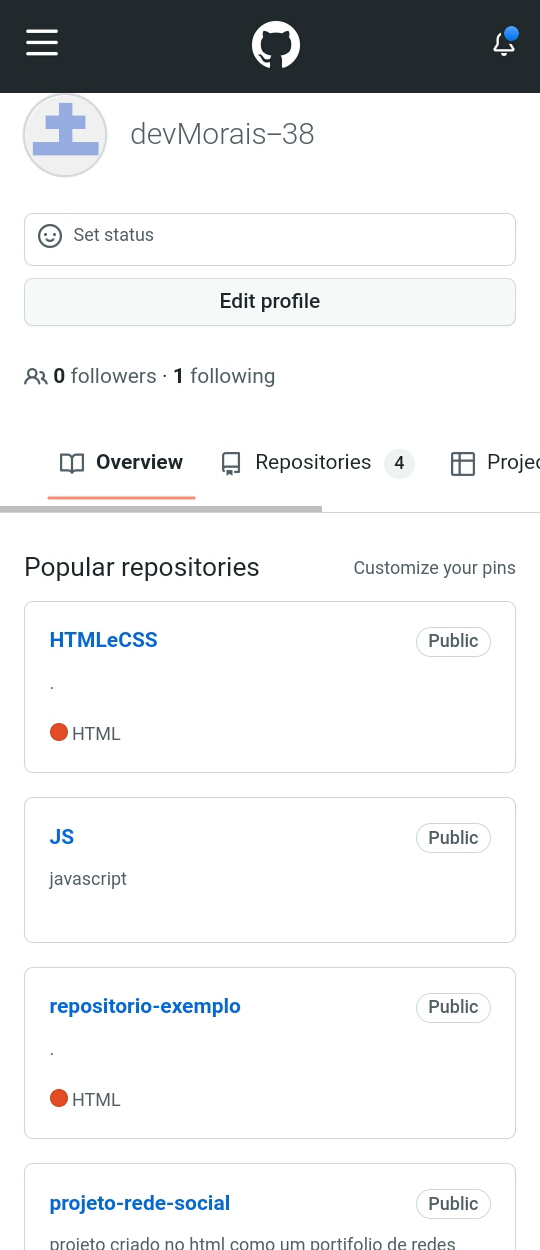 devMorais-38
Set status
Edit profile
0 followers · 1 following
Overview Repositories 4 Projec
Popular repositories Customize your pins
HTMLeCSS Public
.
HTML
JS Public
javascript
repositorio-exemplo Public
.
HTML
projeto-rede-social Public
projeto criado no html como um portifolio de redes